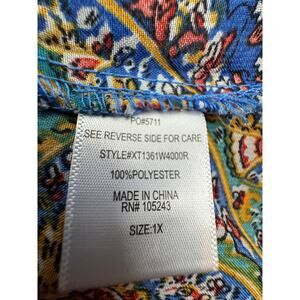 PO#5711
SEE REVERSE SIDE FOR CARE
STYLE#XT1361W4000R
100%POLYESTER
MADE IN CHINA
RN# 105243
SIZE:1X